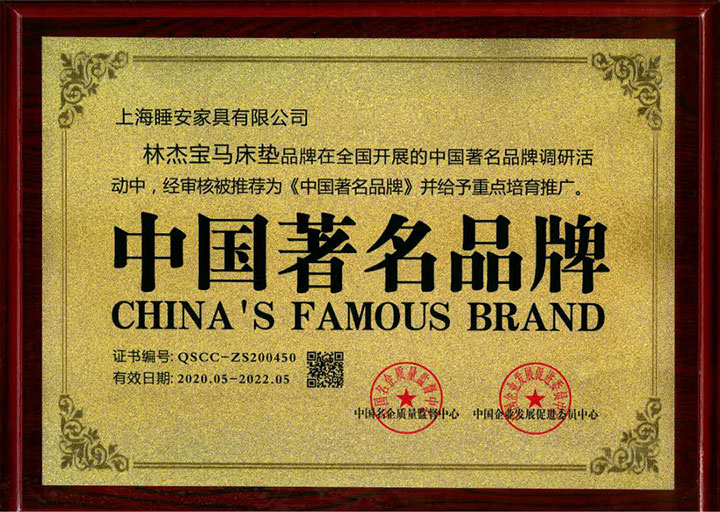 上海睡安家具有限公司
林杰宝马床垫品牌在全国开展的中国著名品牌调研活
动中，经审核被推荐为《中国著名品牌》并给予重点培育推广。
中国著名品牌
CHINA'S FAMOUS BRAND
证书编号: QSCC-ZS200450
有效日期: 2020.05-2022.05
中国名企质量监督中心
中国企业发展促进委员中心